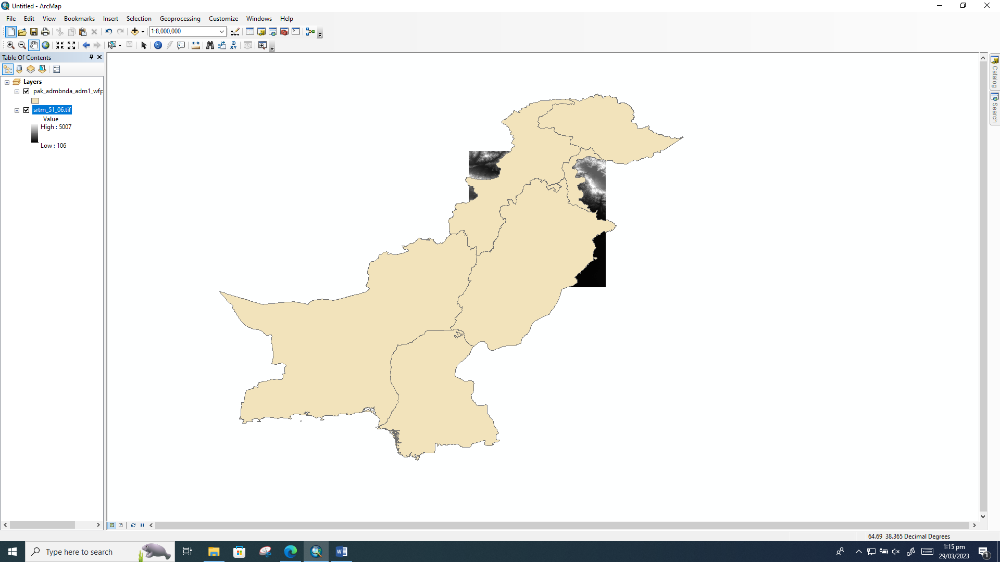 Untitled - ArcMap
File Edit View Bookmarks Insert Selection Geoprocessing Customize Windows Help
1:8,000,000
Table Of Contents
Layers
pak_admbnda_adm1_wfp
srtm_51_06.tif
Value
High : 5007
Low : 106
Catalog
Search
64.69 38.365 Decimal Degrees
Type here to search
1:15 pm
29/03/2023
1